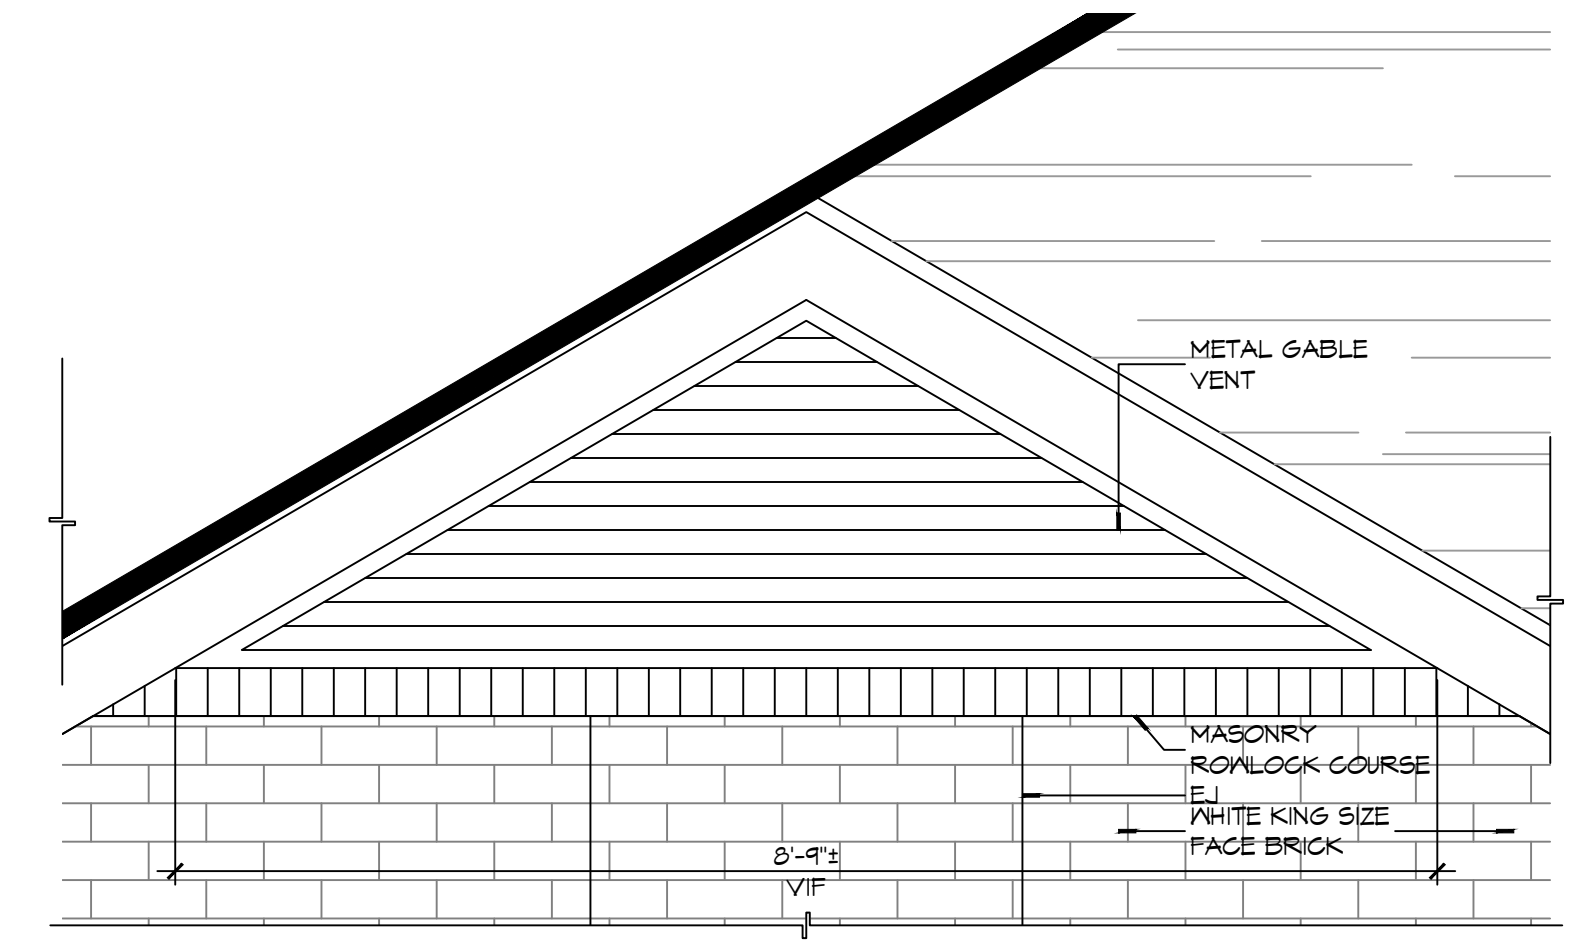 METAL GABLE
VENT
MASONRY
ROWLOCK COURSE
EJ
WHITE KING SIZE
FACE BRICK
8'-9"±
VIF